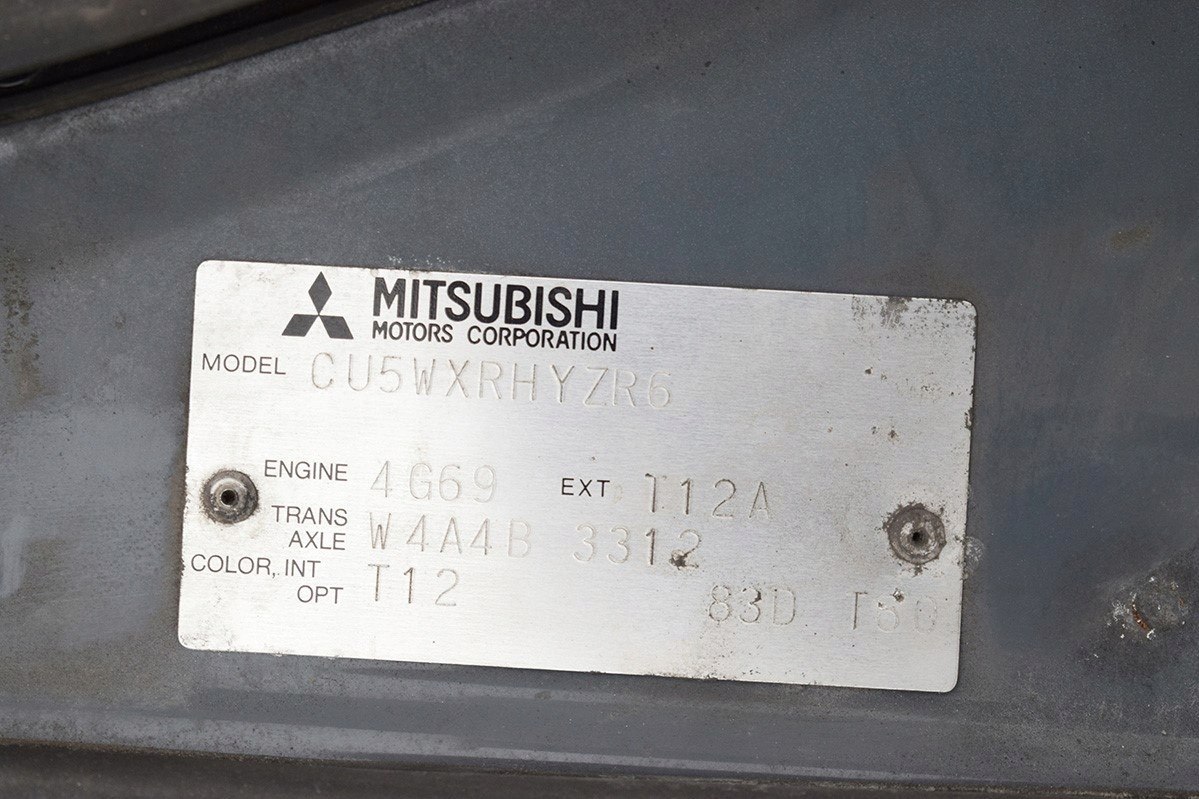 MITSUBISHI
MOTORS CORPORATION
MODEL CU5WXRHYZR6
ENGINE 4G69 EXT T12A
TRANS
AXLE W4A4B 3312
COLOR, INT
OPT T12 83D